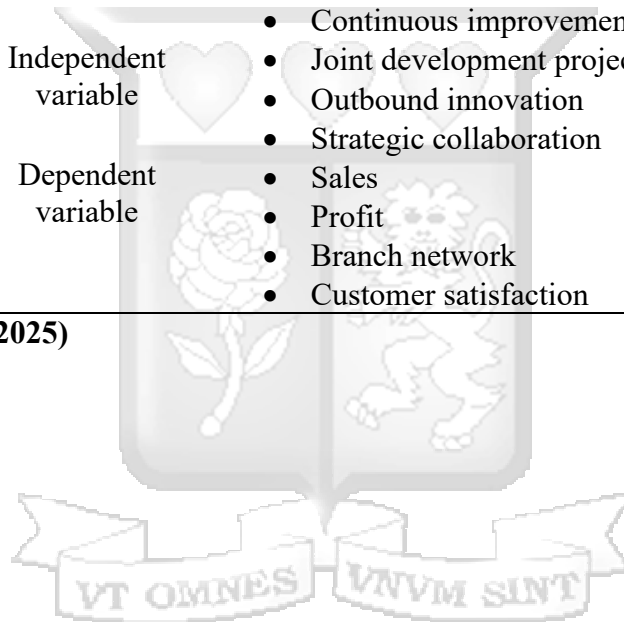 • Continuous improvemen
Independent variable
• Joint development projec
• Outbound innovation
• Strategic collaboration
Dependent variable
• Sales
• Profit
• Branch network
• Customer satisfaction
2025)
VT OMNES VNVM SINT